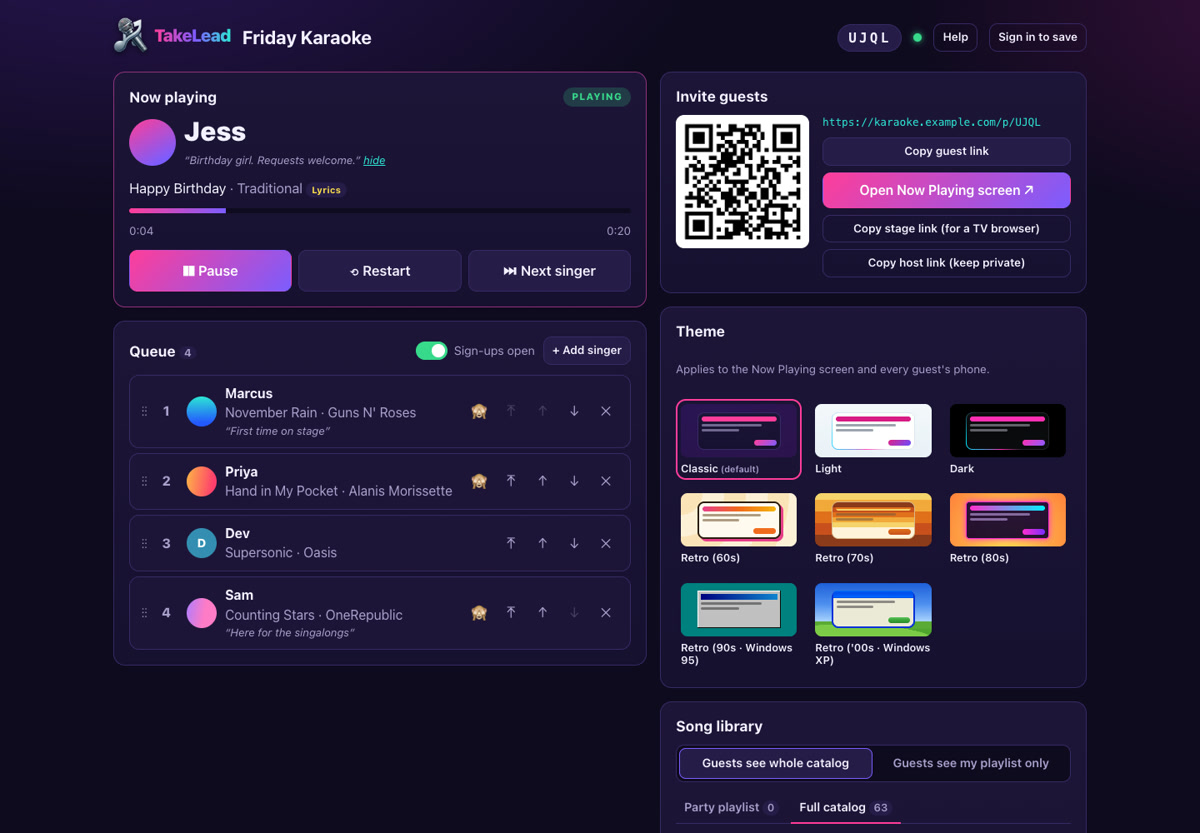 TakeLead Friday Karaoke
UJQL
Help
Sign in to save
Now playing
PLAYING
Jess
“Birthday girl. Requests welcome.” hide
Happy Birthday · Traditional Lyrics
0:04
0:20
Pause
Restart
Next singer
Queue 4
Sign-ups open
+ Add singer
1
Marcus
November Rain · Guns N' Roses
“First time on stage”
2
Priya
Hand in My Pocket · Alanis Morissette
3
D
Dev
Supersonic · Oasis
4
Sam
Counting Stars · OneRepublic
“Here for the singalongs”
Invite guests
https://karaoke.example.com/p/UJQL
Copy guest link
Open Now Playing screen ↗
Copy stage link (for a TV browser)
Copy host link (keep private)
Theme
Applies to the Now Playing screen and every guest's phone.
Classic (default)
Light
Dark
Retro (60s)
Retro (70s)
Retro (80s)
Retro (90s · Windows
95)
Retro ('00s · Windows
XP)
Song library
Guests see whole catalog
Guests see my playlist only
Party playlist 0
Full catalog 63